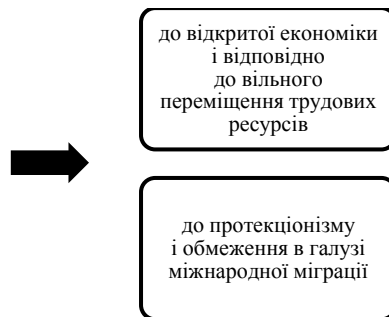 до відкритої економіки
і відповідно
до вільного
переміщення трудових
ресурсів
до протекціонізму
і обмеження в галузі
міжнародної міграції